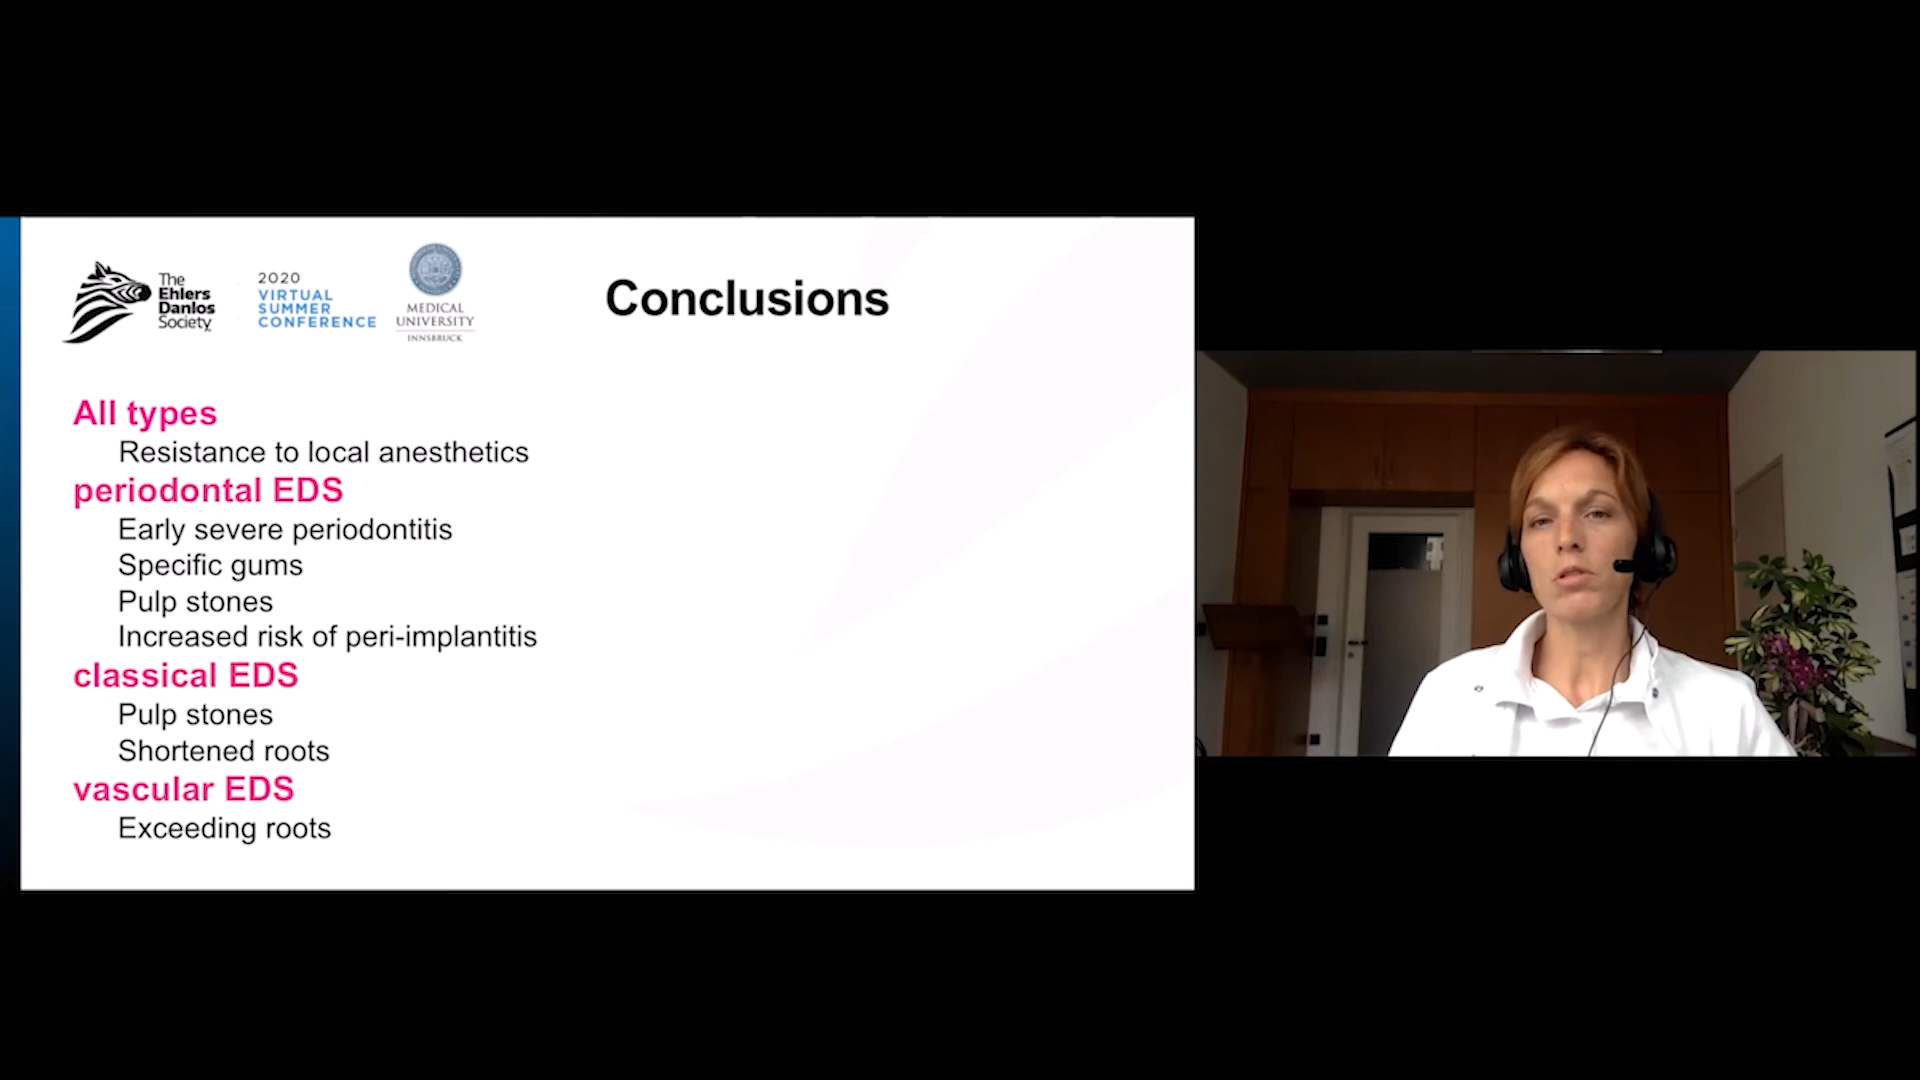 The
Ehlers
Danlos
Society
2020
VIRTUAL
SUMMER
CONFERENCE
MEDICAL
UNIVERSITY
INNSBRUCK
Conclusions
All types
Resistance to local anesthetics
periodontal EDS
Early severe periodontitis
Specific gums
Pulp stones
Increased risk of peri-implantitis
classical EDS
Pulp stones
Shortened roots
vascular EDS
Exceeding roots